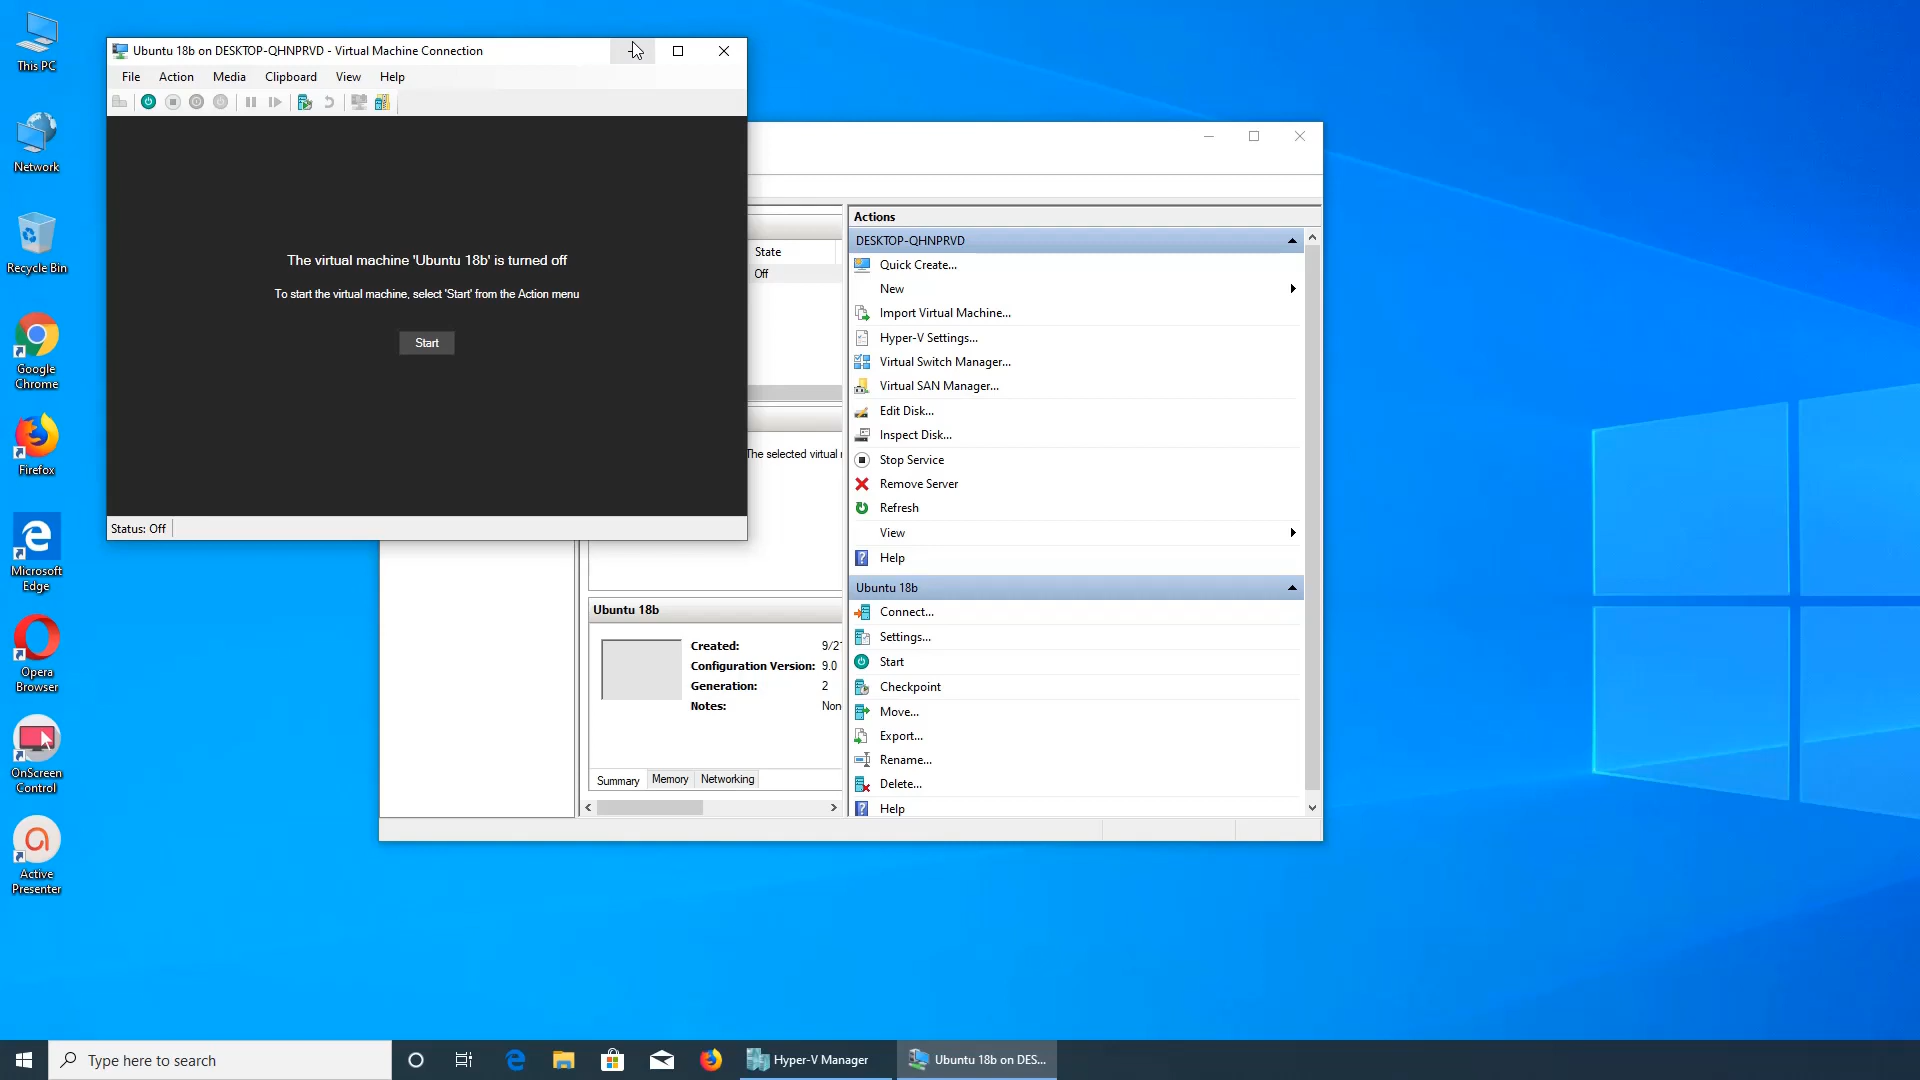 This PC
Network
Recycle Bin
Google
Chrome
Firefox
Microsoft
Edge
Opera
Browser
OnScreen
Control
Active
Presenter
Ubuntu 18b on DESKTOP-QHNPRVD - Virtual Machine Connection
File Action Media Clipboard View Help
The virtual machine 'Ubuntu 18b' is turned off
To start the virtual machine, select 'Start' from the Action menu
Start
Status: Off
State
Off
The selected virtual
Ubuntu 18b
Created: 9/2
Configuration Version: 9.0
Generation: 2
Notes: Non
Summary Memory Networking
Actions
DESKTOP-QHNPRVD
Quick Create...
New
Import Virtual Machine...
Hyper-V Settings...
Virtual Switch Manager...
Virtual SAN Manager...
Edit Disk...
Inspect Disk...
Stop Service
Remove Server
Refresh
View
Help
Ubuntu 18b
Connect...
Settings...
Start
Checkpoint
Move...
Export...
Rename...
Delete...
Help
Type here to search
Hyper-V Manager
Ubuntu 18b on DES...